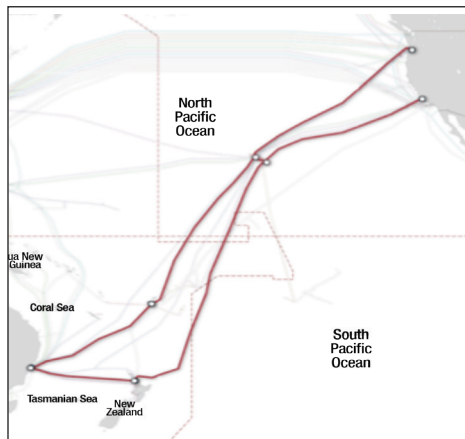 North
Pacific
Ocean
ua New
Guinea
Coral Sea
South
Pacific
Ocean
Tasmanian Sea
New
Zealand